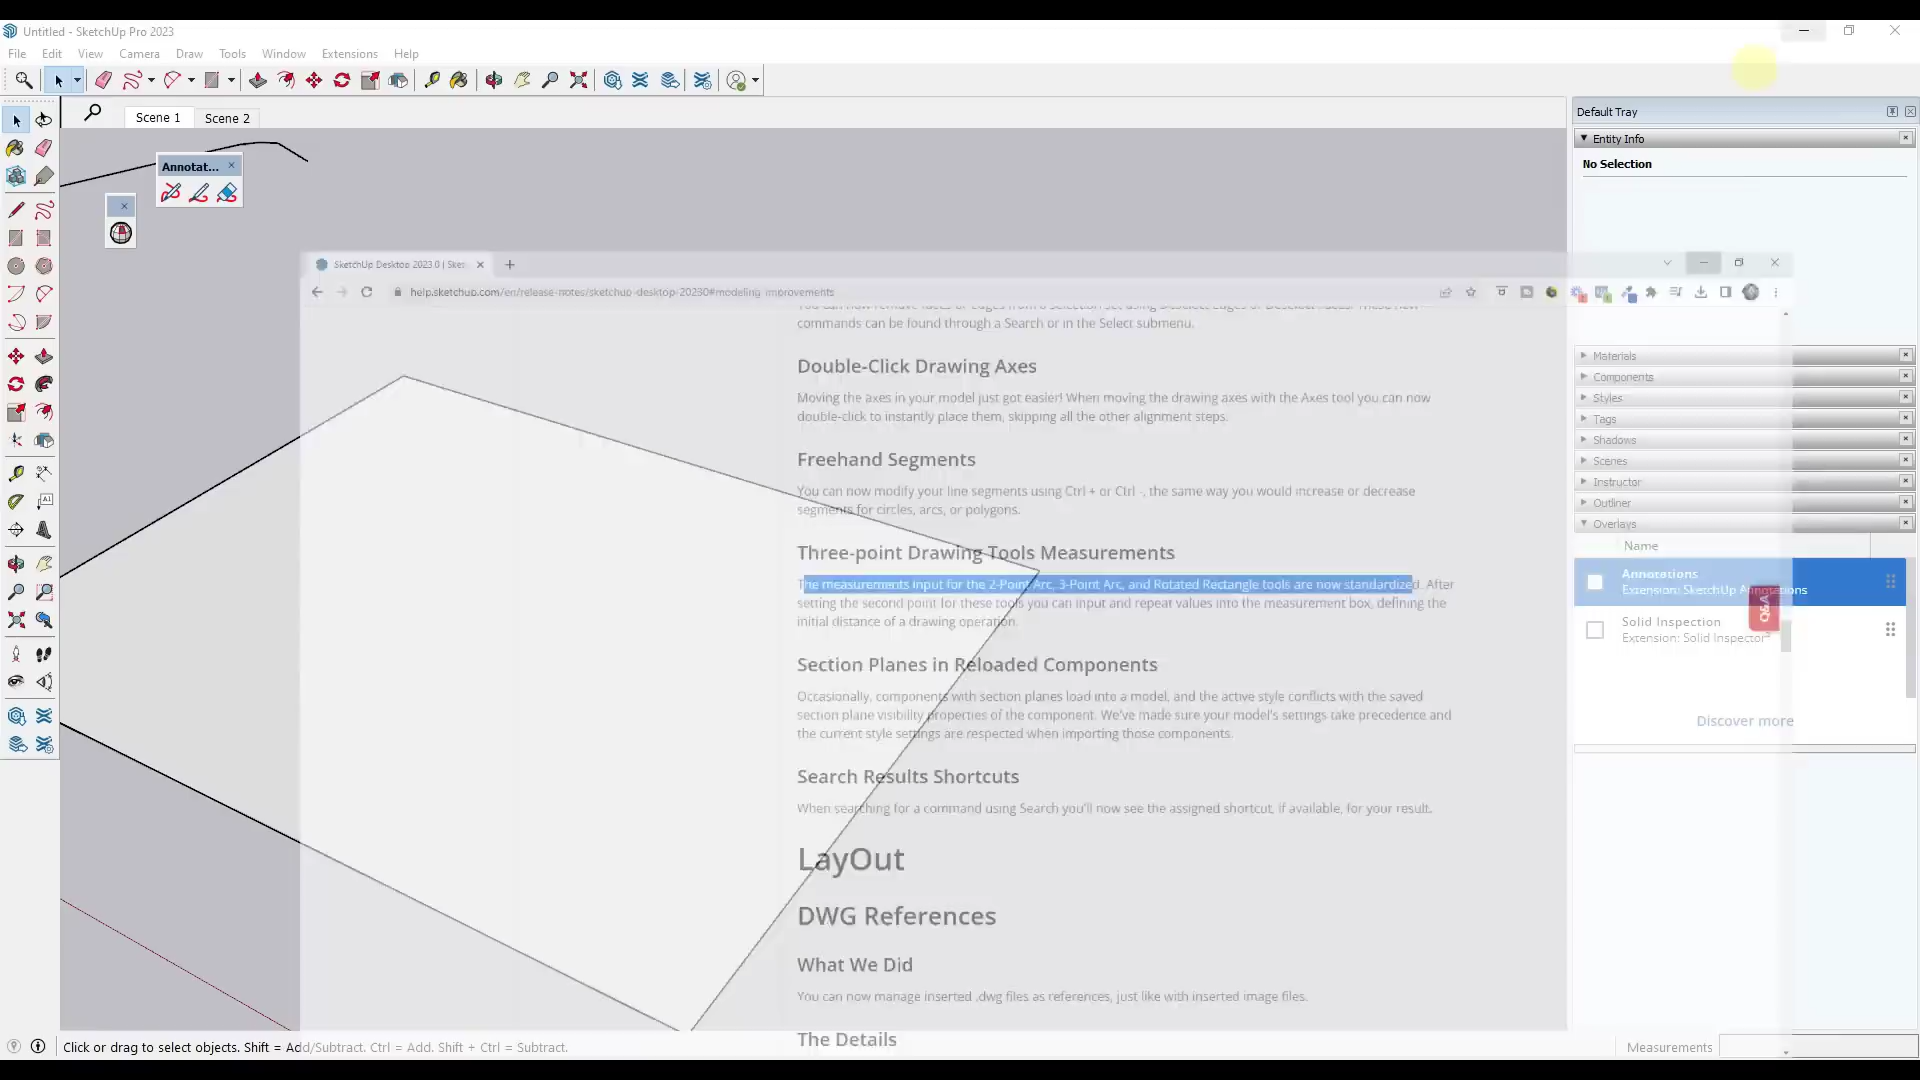 Untitled - SketchUp Pro 2023
File Edit View Camera Draw Tools Window Extensions Help
Scene 1 Scene 2
Default Tray
Entity Info
No Selection
Annotat...
SketchUp Desktop 2023.0 | Sket
help.sketchup.com/en/release-notes/sketchup-desktop-20230#modeling-improvements
commands can be found through a Search or in the Select submenu.
Double-Click Drawing Axes
Moving the axes in your model just got easier! When moving the drawing axes with the Axes tool you can now
double-click to instantly place them, skipping all the other alignment steps.
Freehand Segments
You can now modify your line segments using Ctrl + or Ctrl -, the same way you would increase or decrease
segments for circles, arcs, or polygons.
Three-point Drawing Tools Measurements
The measurements input for the 2-Point Arc, 3-Point Arc, and Rotated Rectangle tools are now standardized. After
setting the second point for these tools you can input and repeat values into the measurement box, defining the
initial distance of a drawing operation.
Section Planes in Reloaded Components
Occasionally, components with section planes load into a model, and the active style conflicts with the saved
section plane visibility properties of the component. We've made sure your model's settings take precedence and
the current style settings are respected when importing those components.
Search Results Shortcuts
When searching for a command using Search you'll now see the assigned shortcut, if available, for your result.
LayOut
DWG References
What We Did
You can now manage inserted .dwg files as references, just like with inserted image files.
The Details
Materials
Components
Styles
Tags
Shadows
Scenes
Instructor
Outliner
Overlays
Name
Annotations
Extension: SketchUp Annotations
Q&A
Solid Inspection
Extension: Solid Inspector
Discover more
Click or drag to select objects. Shift = Add/Subtract. Ctrl = Add. Shift + Ctrl = Subtract.
Measurements